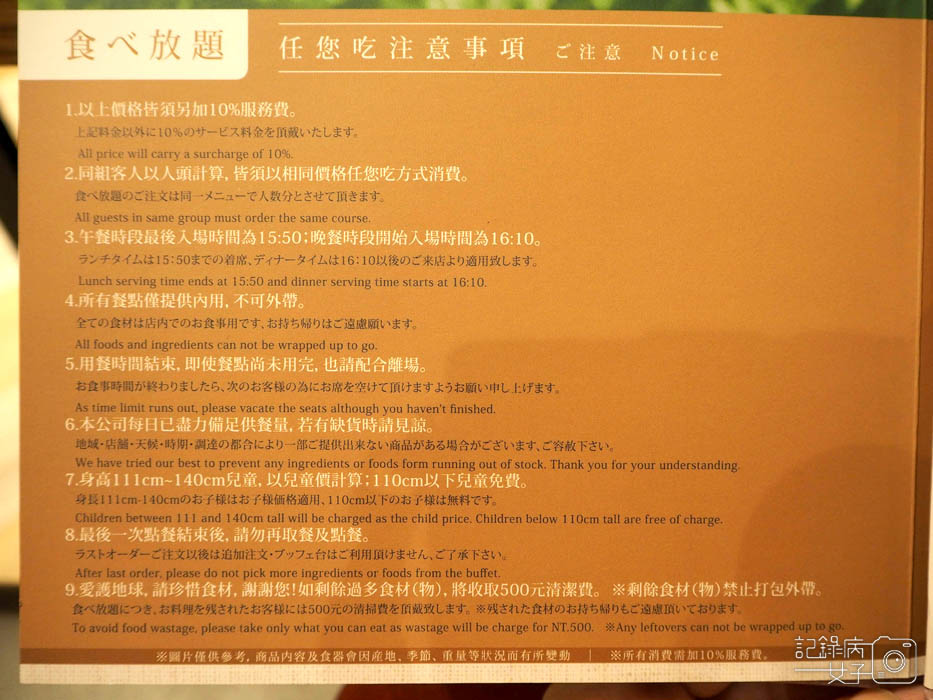 食べ放題
任您吃注意事項 ご注意 Notice
1.以上價格皆須另加10%服務費。
上記料金以外に10%のサービス料金を頂戴いたします。
All price will carry a surcharge of 10%.
2.同組客人以人頭計算,皆須以相同價格任您吃方式消費。
食べ放題のご注文は同一メニューで人数分とさせて頂きます。
All guests in same group must order the same course.
3.午餐時段最後入場時間為15:50;晚餐時段開始入場時間為16:10。
ランチタイムは15:50までの着席、ディナータイムは16:10以後のご来店より適用致します。
Lunch serving time ends at 15:50 and dinner serving time starts at 16:10.
4.所有餐點僅提供內用,不可外帶。
全ての食材は店内でのお食事用です、お持ち帰りはご遠慮願います。
All foods and ingredients can not be wrapped up to go.
5.用餐時間結束,即使餐點尚未用完,也請配合離場。
お食事時間が終わりましたら、次のお客様の為にお席を空けて頂けますようお願い申し上げます。
As time limit runs out, please vacate the seats although you haven't finished.
6.本公司每日已盡力備足供餐量,若有缺貨時請見諒。
地域・店舗・天候・時期・調達の都合により一部ご提供出来ない商品がある場合がございます、ご容赦下さい。
We have tried our best to prevent any ingredients or foods form running out of stock. Thank you for your understanding.
7.身高111cm~140cm兒童,以兒童價計算;110cm以下兒童免費。
身長111cm-140cmのお子様はお子様価格適用、110cm以下のお子様は無料です。
Children between 111 and 140cm tall will be charged as the child price. Children below 110cm tall are free of charge.
8.最後一次點餐結束後,請勿再取餐及點餐。
ラストオーダーご注文以後は追加注文・ブッフェ台はご利用頂けません、ご了承下さい。
After last order, please do not pick more ingredients or foods from the buffet.
9.愛護地球,請珍惜食材,謝謝您!如剩餘過多食材(物),將收取500元清潔費。 ※剩餘食材(物)禁止打包外帶。
食べ放題につき、お料理を残されたお客様には500元の清掃費を頂戴致します。※残された食材のお持ち帰りもご遠慮頂いております。
To avoid food wastage, please take only what you can eat as wastage will be charge for NT.500. ※Any leftovers can not be wrapped up to go.
※圖片僅供參考,商品內容及食器會因產地、季節、重量等狀況而有所變動 | ※所有消費需加10%服務費。
記錄病
女子